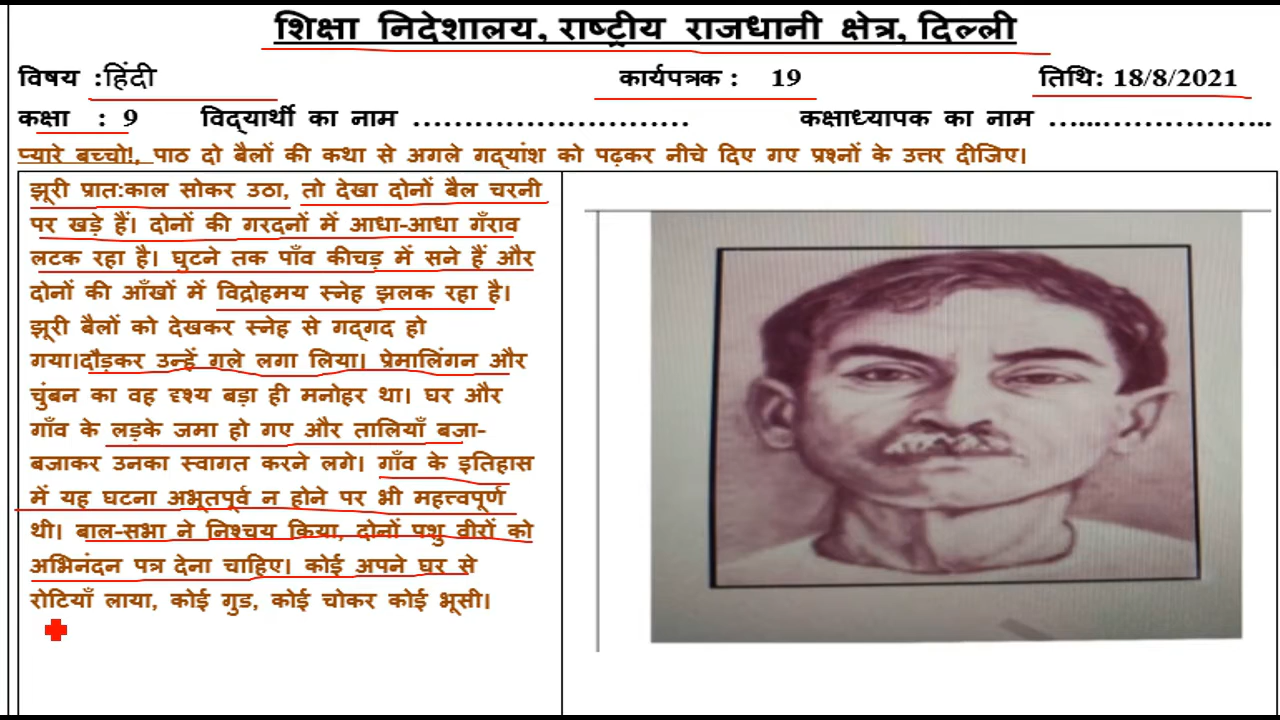 शिक्षा निदेशालय, राष्ट्रीय राजधानी क्षेत्र, दिल्ली
विषय :हिंदी कार्यपत्रक : 19 तिथि: 18/8/2021
कक्षा : 9 विद्यार्थी का नाम ........................... कक्षाध्यापक का नाम ........................
प्यारे बच्चो!, पाठ दो बैलों की कथा से अगले गद्यांश को पढ़कर नीचे दिए गए प्रश्नों के उत्तर दीजिए।
झूरी प्रात:काल सोकर उठा, तो देखा दोनों बैल चरनी
पर खड़े हैं। दोनों की गरदनों में आधा-आधा गँराव
लटक रहा है। घुटने तक पाँव कीचड़ में सने हैं और
दोनों की आँखों में विद्रोहमय स्नेह झलक रहा है।
झूरी बैलों को देखकर स्नेह से गद्गद हो
गया।दौड़कर उन्हें गले लगा लिया। प्रेमालिंगन और
चुंबन का वह दृश्य बड़ा ही मनोहर था। घर और
गाँव के लड़के जमा हो गए और तालियाँ बजा-
बजाकर उनका स्वागत करने लगे। गाँव के इतिहास
में यह घटना अभूतपूर्व न होने पर भी महत्त्वपूर्ण
थी। बाल-सभा ने निश्चय किया, दोनों पशु वीरों को
अभिनंदन पत्र देना चाहिए। कोई अपने घर से
रोटियाँ लाया, कोई गुड, कोई चोकर कोई भूसी।